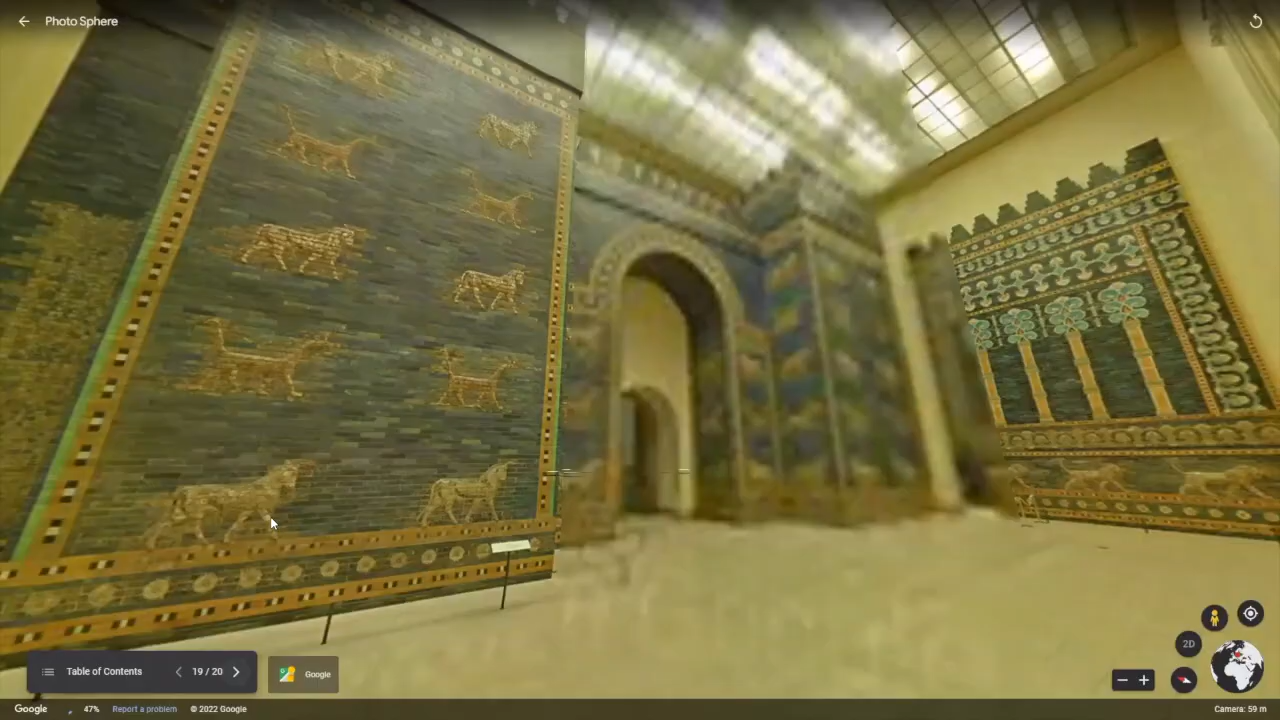 Photo Sphere
Table of Contents
19 / 20
Google
2D
Google
47%
Report a problem
© 2022 Google
Camera: 59 m